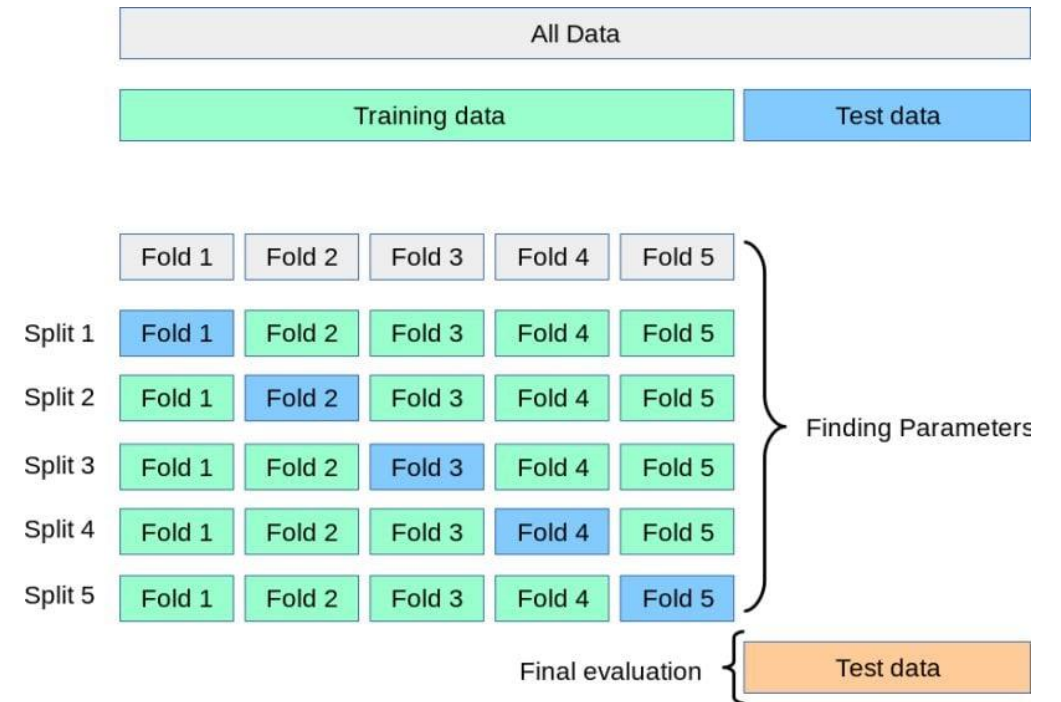 All Data
Training data Test data
Fold 1 Fold 2 Fold 3 Fold 4 Fold 5
Split 1 Fold 1 Fold 2 Fold 3 Fold 4 Fold 5
Split 2 Fold 1 Fold 2 Fold 3 Fold 4 Fold 5
Finding Parameters
Split 3 Fold 1 Fold 2 Fold 3 Fold 4 Fold 5
Split 4 Fold 1 Fold 2 Fold 3 Fold 4 Fold 5
Split 5 Fold 1 Fold 2 Fold 3 Fold 4 Fold 5
Final evaluation Test data